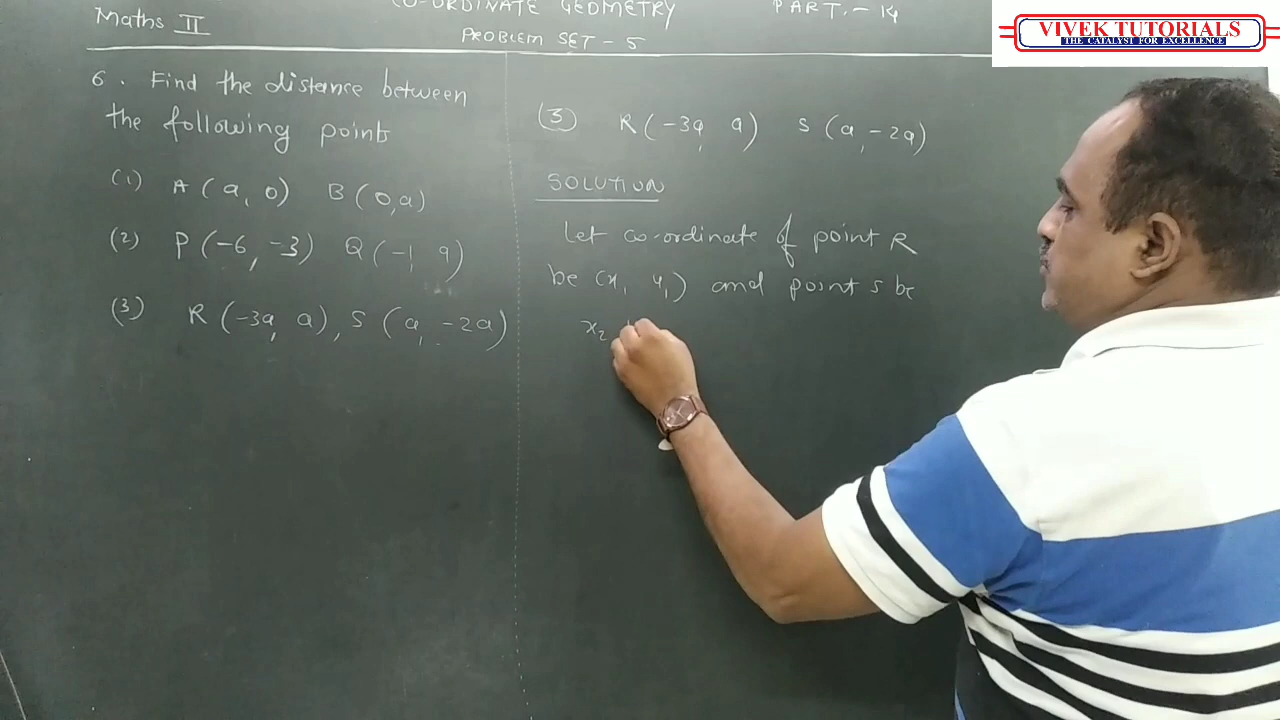 Maths II
CO-ORDINATE GEOMETRY
PART.- 14
PROBLEM SET - 5
VIVEK TUTORIALS
THE CATALYST FOR EXCELLENCE
6. Find the distance between
the following points
(1) A (a, 0) B (0, a)
(2) P (-6, -3) Q (-1, 9)
(3) R (-3a, a), S (a, -2a)
(3) R (-3a, a) S (a, -2a)
SOLUTION
Let co-ordinate of point R
be (x₁ y₁) and point S be
x₂